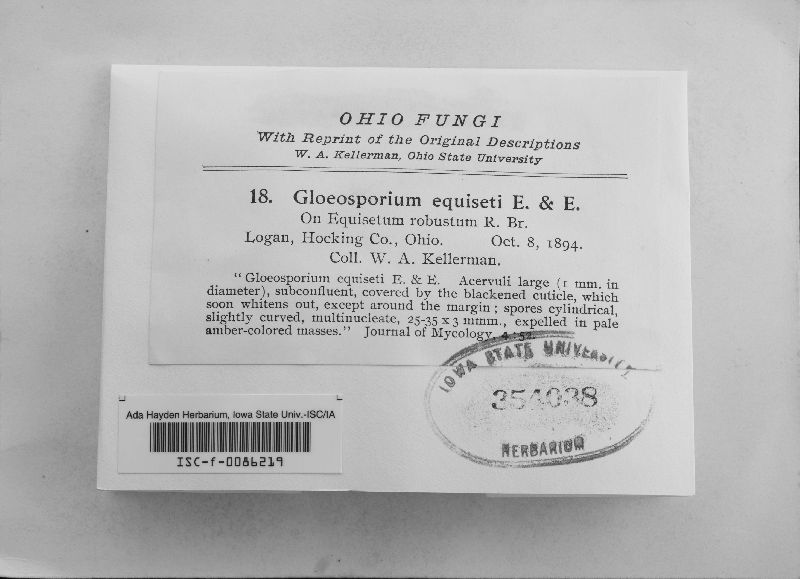 OHIO FUNGI
With Reprint of the Original Descriptions
W. A. Kellerman, Ohio State University
18. Gloeosporium equiseti E. & E.
On Equisetum robustum R. Br.
Logan, Hocking Co., Ohio. Oct. 8, 1894.
Coll. W. A. Kellerman.
"Gloeosporium equiseti E. & E. Acervuli large (1 mm. in
diameter), subconfluent, covered by the blackened cuticle, which
soon whitens out, except around the margin; spores cylindrical,
slightly curved, multinucleate, 25-35 x 3 mmm., expelled in pale
amber-colored masses." Journal of Mycology, 4:52.
IOWA STATE UNIVERSITY
354038
HERBARIUM
Ada Hayden Herbarium, Iowa State Univ.-ISC/IA
ISC-f-0086219